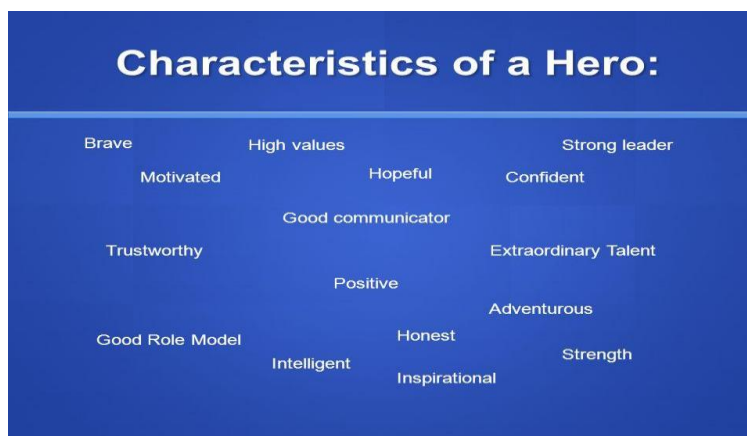 Characteristics of a Hero:
Brave
High values
Strong leader
Motivated
Hopeful
Confident
Good communicator
Trustworthy
Extraordinary Talent
Positive
Adventurous
Good Role Model
Honest
Intelligent
Strength
Inspirational